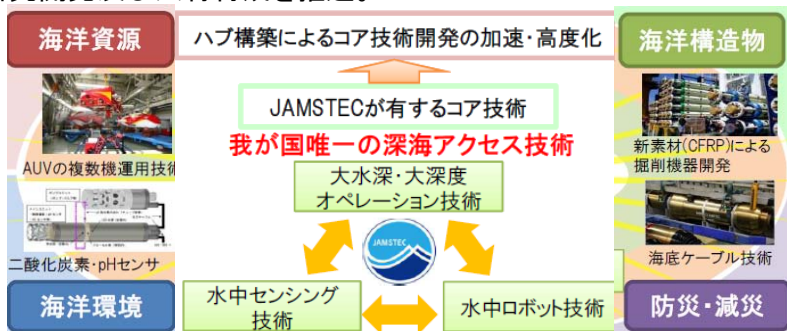 海洋資源
ハブ構築によるコア技術開発の加速・高度化
海洋構造物
JAMSTECが有するコア技術
我が国唯一の深海アクセス技術
AUVの複数機運用技術
新素材(CFRP)による
掘削機器開発
大水深・大深度
オペレーション技術
JAMSTEC
二酸化炭素・pHセンサ
海底ケーブル技術
海洋環境
水中センシング
技術
水中ロボット技術
防災・減災